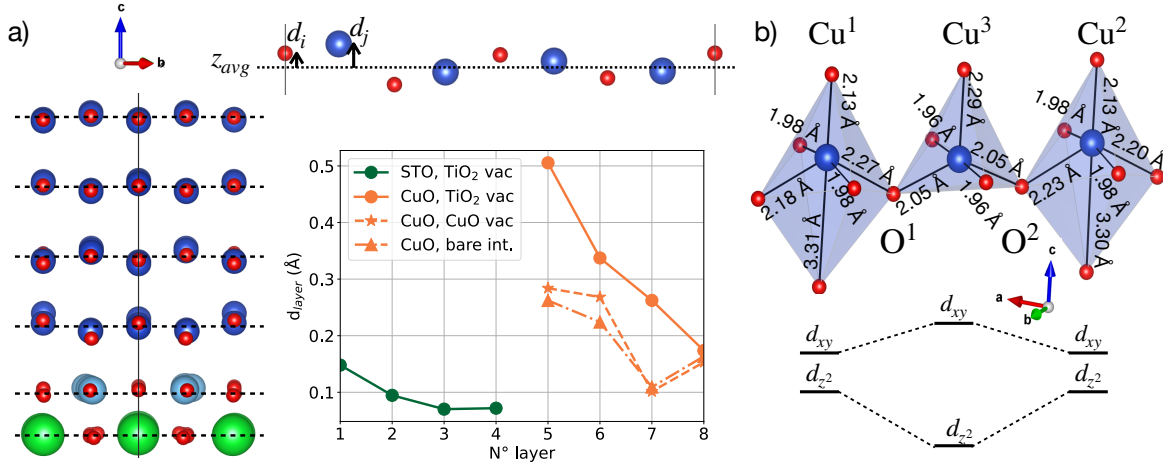 a)
c
b
z_avg
d_i
d_j
d_layer (Å)
0.5
0.4
0.3
0.2
0.1
STO, TiO₂ vac
CuO, TiO₂ vac
CuO, CuO vac
CuO, bare int.
1 2 3 4 5 6 7 8
N° layer
b)
Cu¹ Cu³ Cu²
2.13 Å
1.98 Å
2.27 Å
2.18 Å
1.98 Å
3.31 Å
2.29 Å
1.96 Å
2.05 Å
2.05 Å
1.96 Å
2.13 Å
1.98 Å
2.20 Å
2.23 Å
1.98 Å
3.30 Å
O¹ O²
c
a
b
d_xy d_xy d_xy
d_z² d_z² d_z²